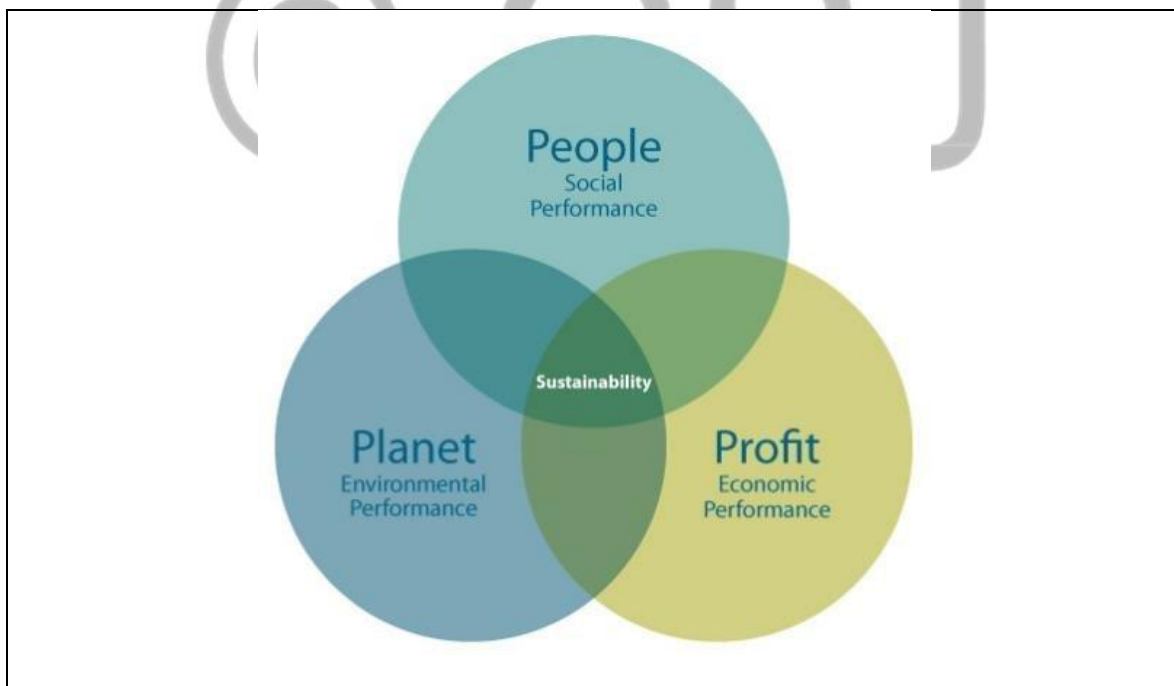 People
Social
Performance
Sustainability
Planet
Environmental
Performance
Profit
Economic
Performance